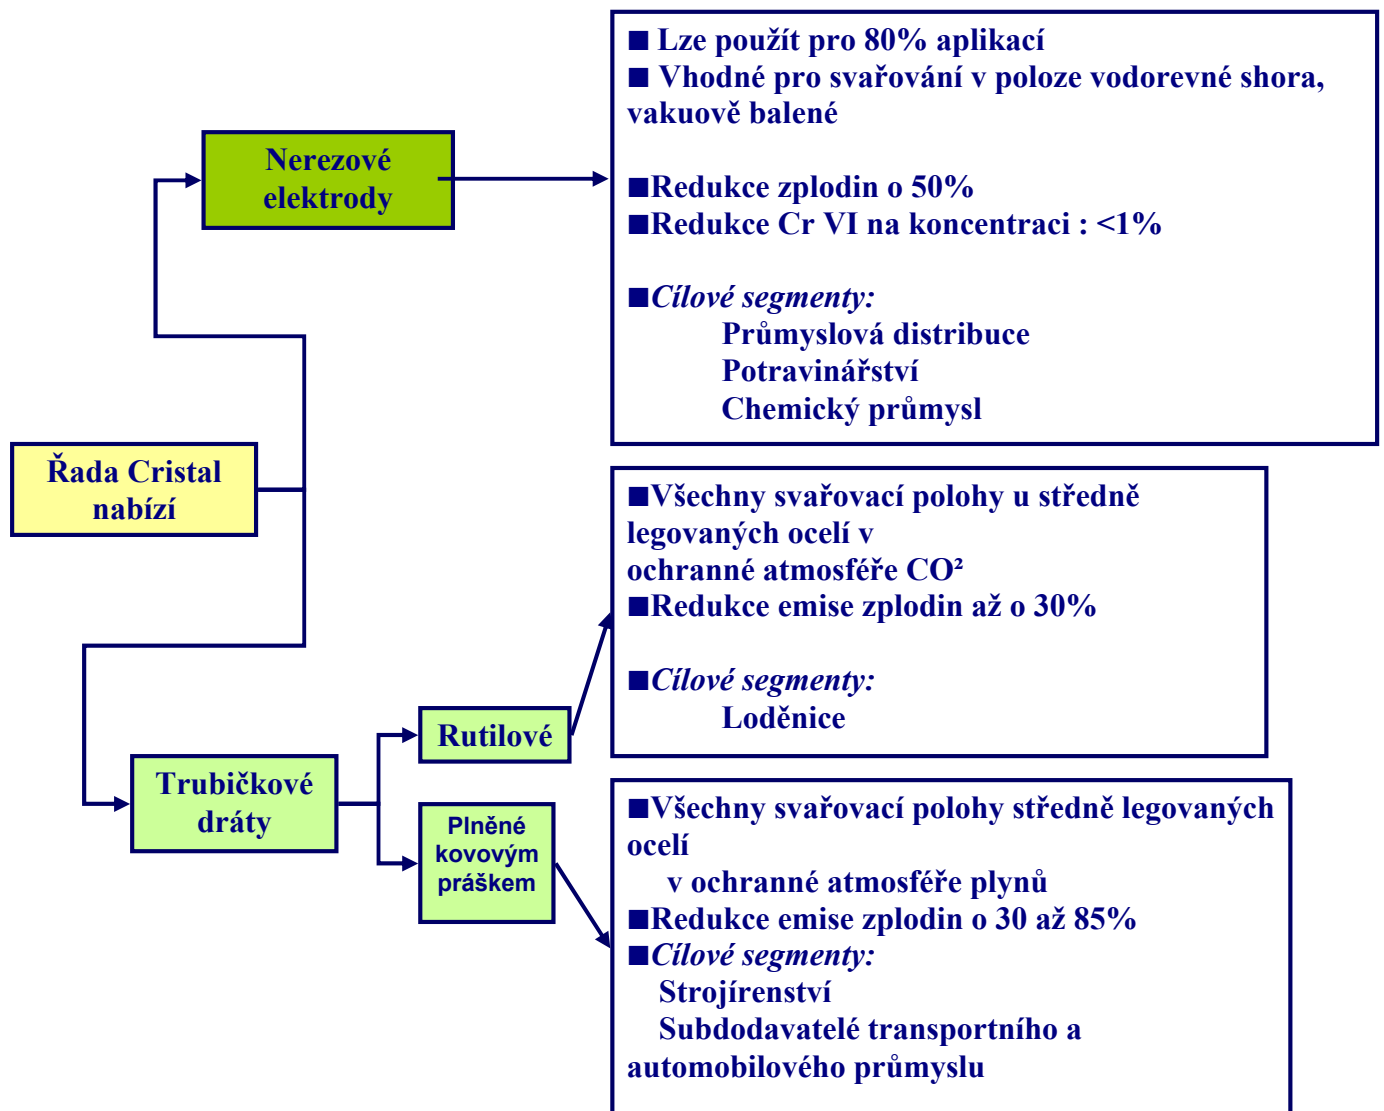 ■ Lze použít pro 80% aplikací
■ Vhodné pro svařování v poloze vodorevné shora,
vakuově balené
■Redukce zplodin o 50%
■Redukce Cr VI na koncentraci : <1%
■Cílové segmenty:
Průmyslová distribuce
Potravinářství
Chemický průmysl
Nerezové
elektrody
Řada Cristal
nabízí
■Všechny svařovací polohy u středně
legovaných ocelí v
ochranné atmosféře CO²
■Redukce emise zplodin až o 30%
■Cílové segmenty:
Loděnice
Rutilové
Trubičkové
dráty
Plněné
kovovým
práškem
■Všechny svařovací polohy středně legovaných
ocelí
v ochranné atmosféře plynů
■Redukce emise zplodin o 30 až 85%
■Cílové segmenty:
Strojírenství
Subdodavatelé transportního a
automobilového průmyslu